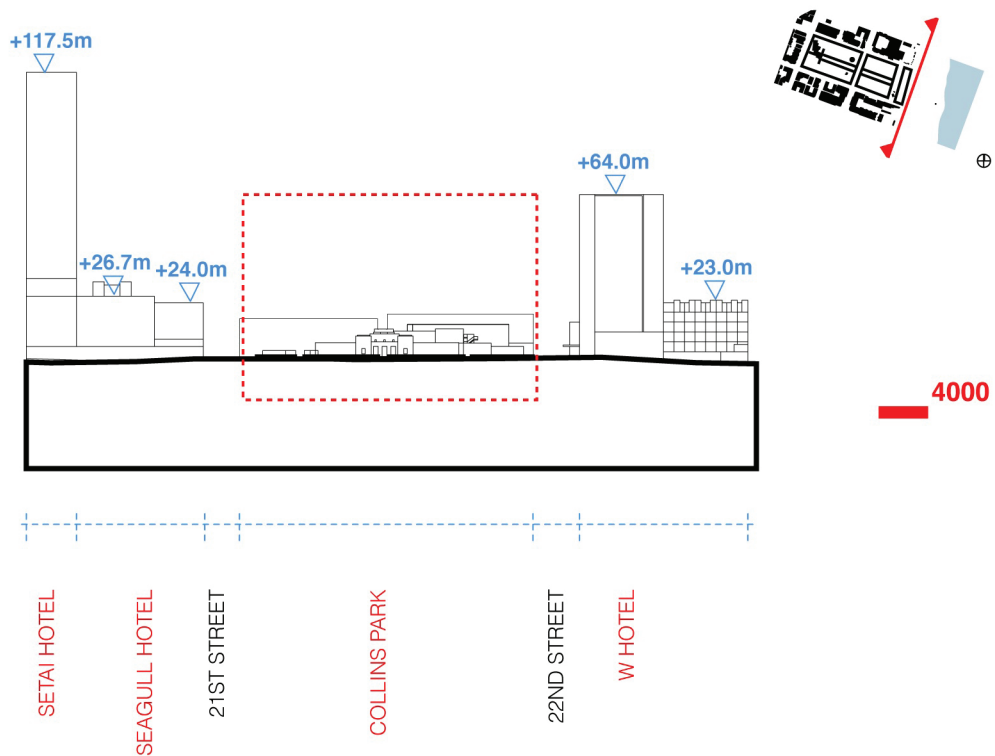 +117.5m
+64.0m
+26.7m
+24.0m
+23.0m
4000
SETAI HOTEL
SEAGULL HOTEL
21ST STREET
COLLINS PARK
22ND STREET
W HOTEL